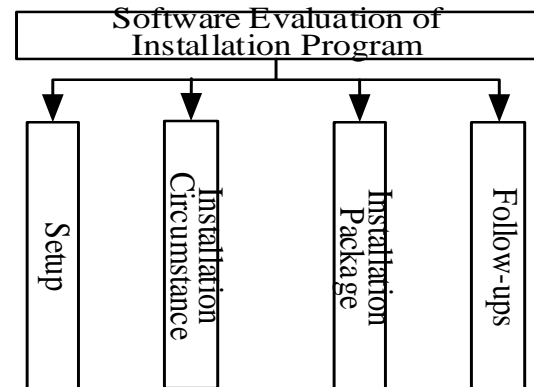 Software Evaluation of
Installation Program
Setup
Installation
Circumstance
Installation
Package
Follow-ups